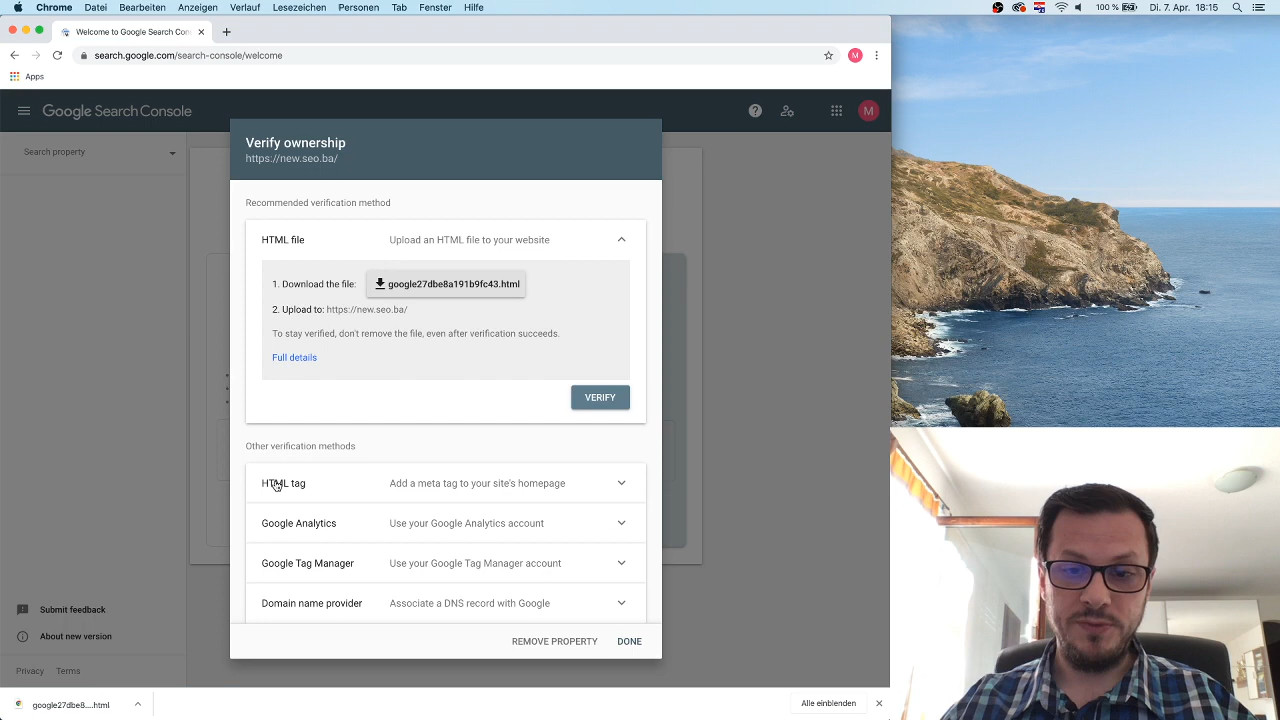 Chrome Datei Bearbeiten Anzeigen Verlauf Lesezeichen Personen Tab Fenster Hilfe 100 % Di. 7. Apr. 18:15
Welcome to Google Search Con
search.google.com/search-console/welcome M
Apps
Google Search Console M
Search property
Verify ownership
https://new.seo.ba/
Recommended verification method
HTML file Upload an HTML file to your website
1. Download the file: google27dbe8a191b9fc43.html
2. Upload to: https://new.seo.ba/
To stay verified, don't remove the file, even after verification succeeds.
Full details
VERIFY
Other verification methods
HTML tag Add a meta tag to your site's homepage
Google Analytics Use your Google Analytics account
Google Tag Manager Use your Google Tag Manager account
Domain name provider Associate a DNS record with Google
Submit feedback
About new version
REMOVE PROPERTY DONE
Privacy Terms
google27dbe8....html Alle einblenden